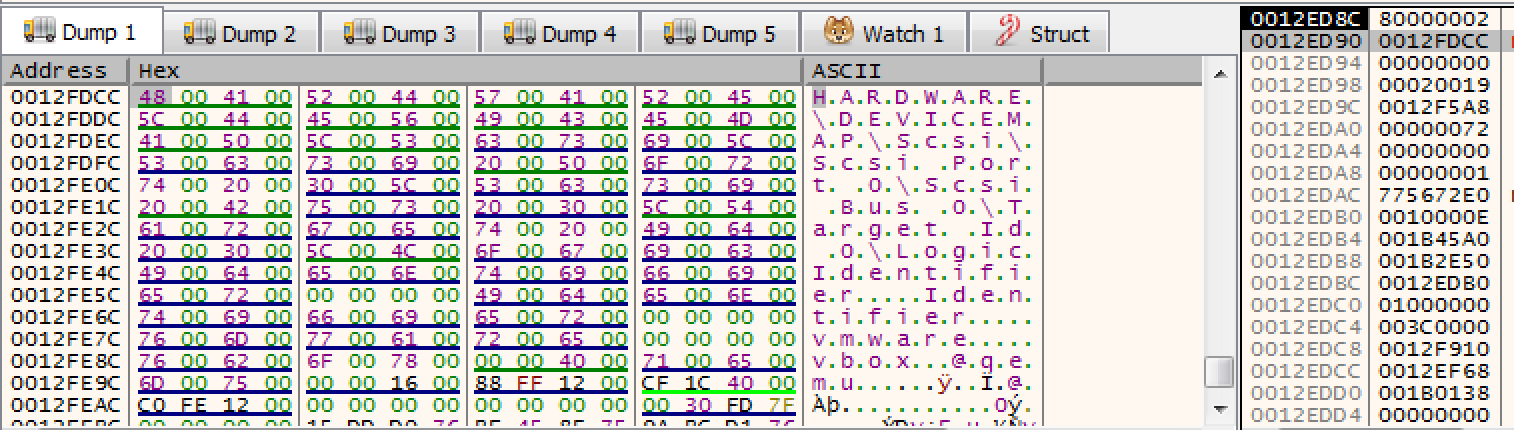 Dump 1 Dump 2 Dump 3 Dump 4 Dump 5 Watch 1 Struct
Address Hex ASCII
0012FDCC 48 00 41 00 52 00 44 00 57 00 41 00 52 00 45 00 H.A.R.D.W.A.R.E.
0012FDDC 5C 00 44 00 45 00 56 00 49 00 43 00 45 00 4D 00 \.D.E.V.I.C.E.M.
0012FDEC 41 00 50 00 5C 00 53 00 63 00 73 00 69 00 5C 00 A.P.\.S.c.s.i.\.
0012FDFC 53 00 63 00 73 00 69 00 20 00 50 00 6F 00 72 00 S.c.s.i. .P.o.r.
0012FE0C 74 00 20 00 30 00 5C 00 53 00 63 00 73 00 69 00 t. .0.\.S.c.s.i.
0012FE1C 20 00 42 00 75 00 73 00 20 00 30 00 5C 00 54 00  .B.u.s. .0.\.T.
0012FE2C 61 00 72 00 67 00 65 00 74 00 20 00 49 00 64 00 a.r.g.e.t. .I.d.
0012FE3C 20 00 30 00 5C 00 4C 00 6F 00 67 00 69 00 63 00  .0.\.L.o.g.i.c.
0012FE4C 49 00 64 00 65 00 6E 00 74 00 69 00 66 00 69 00 I.d.e.n.t.i.f.i.
0012FE5C 65 00 72 00 00 00 00 00 49 00 64 00 65 00 6E 00 e.r.....I.d.e.n.
0012FE6C 74 00 69 00 66 00 69 00 65 00 72 00 00 00 00 00 t.i.f.i.e.r.....
0012FE7C 76 00 6D 00 77 00 61 00 72 00 65 00 00 00 00 00 v.m.w.a.r.e.....
0012FE8C 76 00 62 00 6F 00 78 00 00 00 40 00 71 00 65 00 v.b.o.x...@.q.e.
0012FE9C 6D 00 75 00 00 00 16 00 88 FF 12 00 CF 1C 40 00 m.u......ÿ..Ï.@.
0012FEAC C0 FE 12 00 00 00 00 00 00 00 00 00 00 30 FD 7F Àþ...........0ý.
0012ED8C 80000002
0012ED90 0012FDCC
0012ED94 00000000
0012ED98 00020019
0012ED9C 0012F5A8
0012EDA0 00000072
0012EDA4 00000000
0012EDA8 00000001
0012EDAC 775672E0
0012EDB0 0010000E
0012EDB4 001B45A0
0012EDB8 001B2E50
0012EDBC 0012EDB0
0012EDC0 01000000
0012EDC4 003C0000
0012EDC8 0012F910
0012EDCC 0012EF68
0012EDD0 001B0138
0012EDD4 00000000